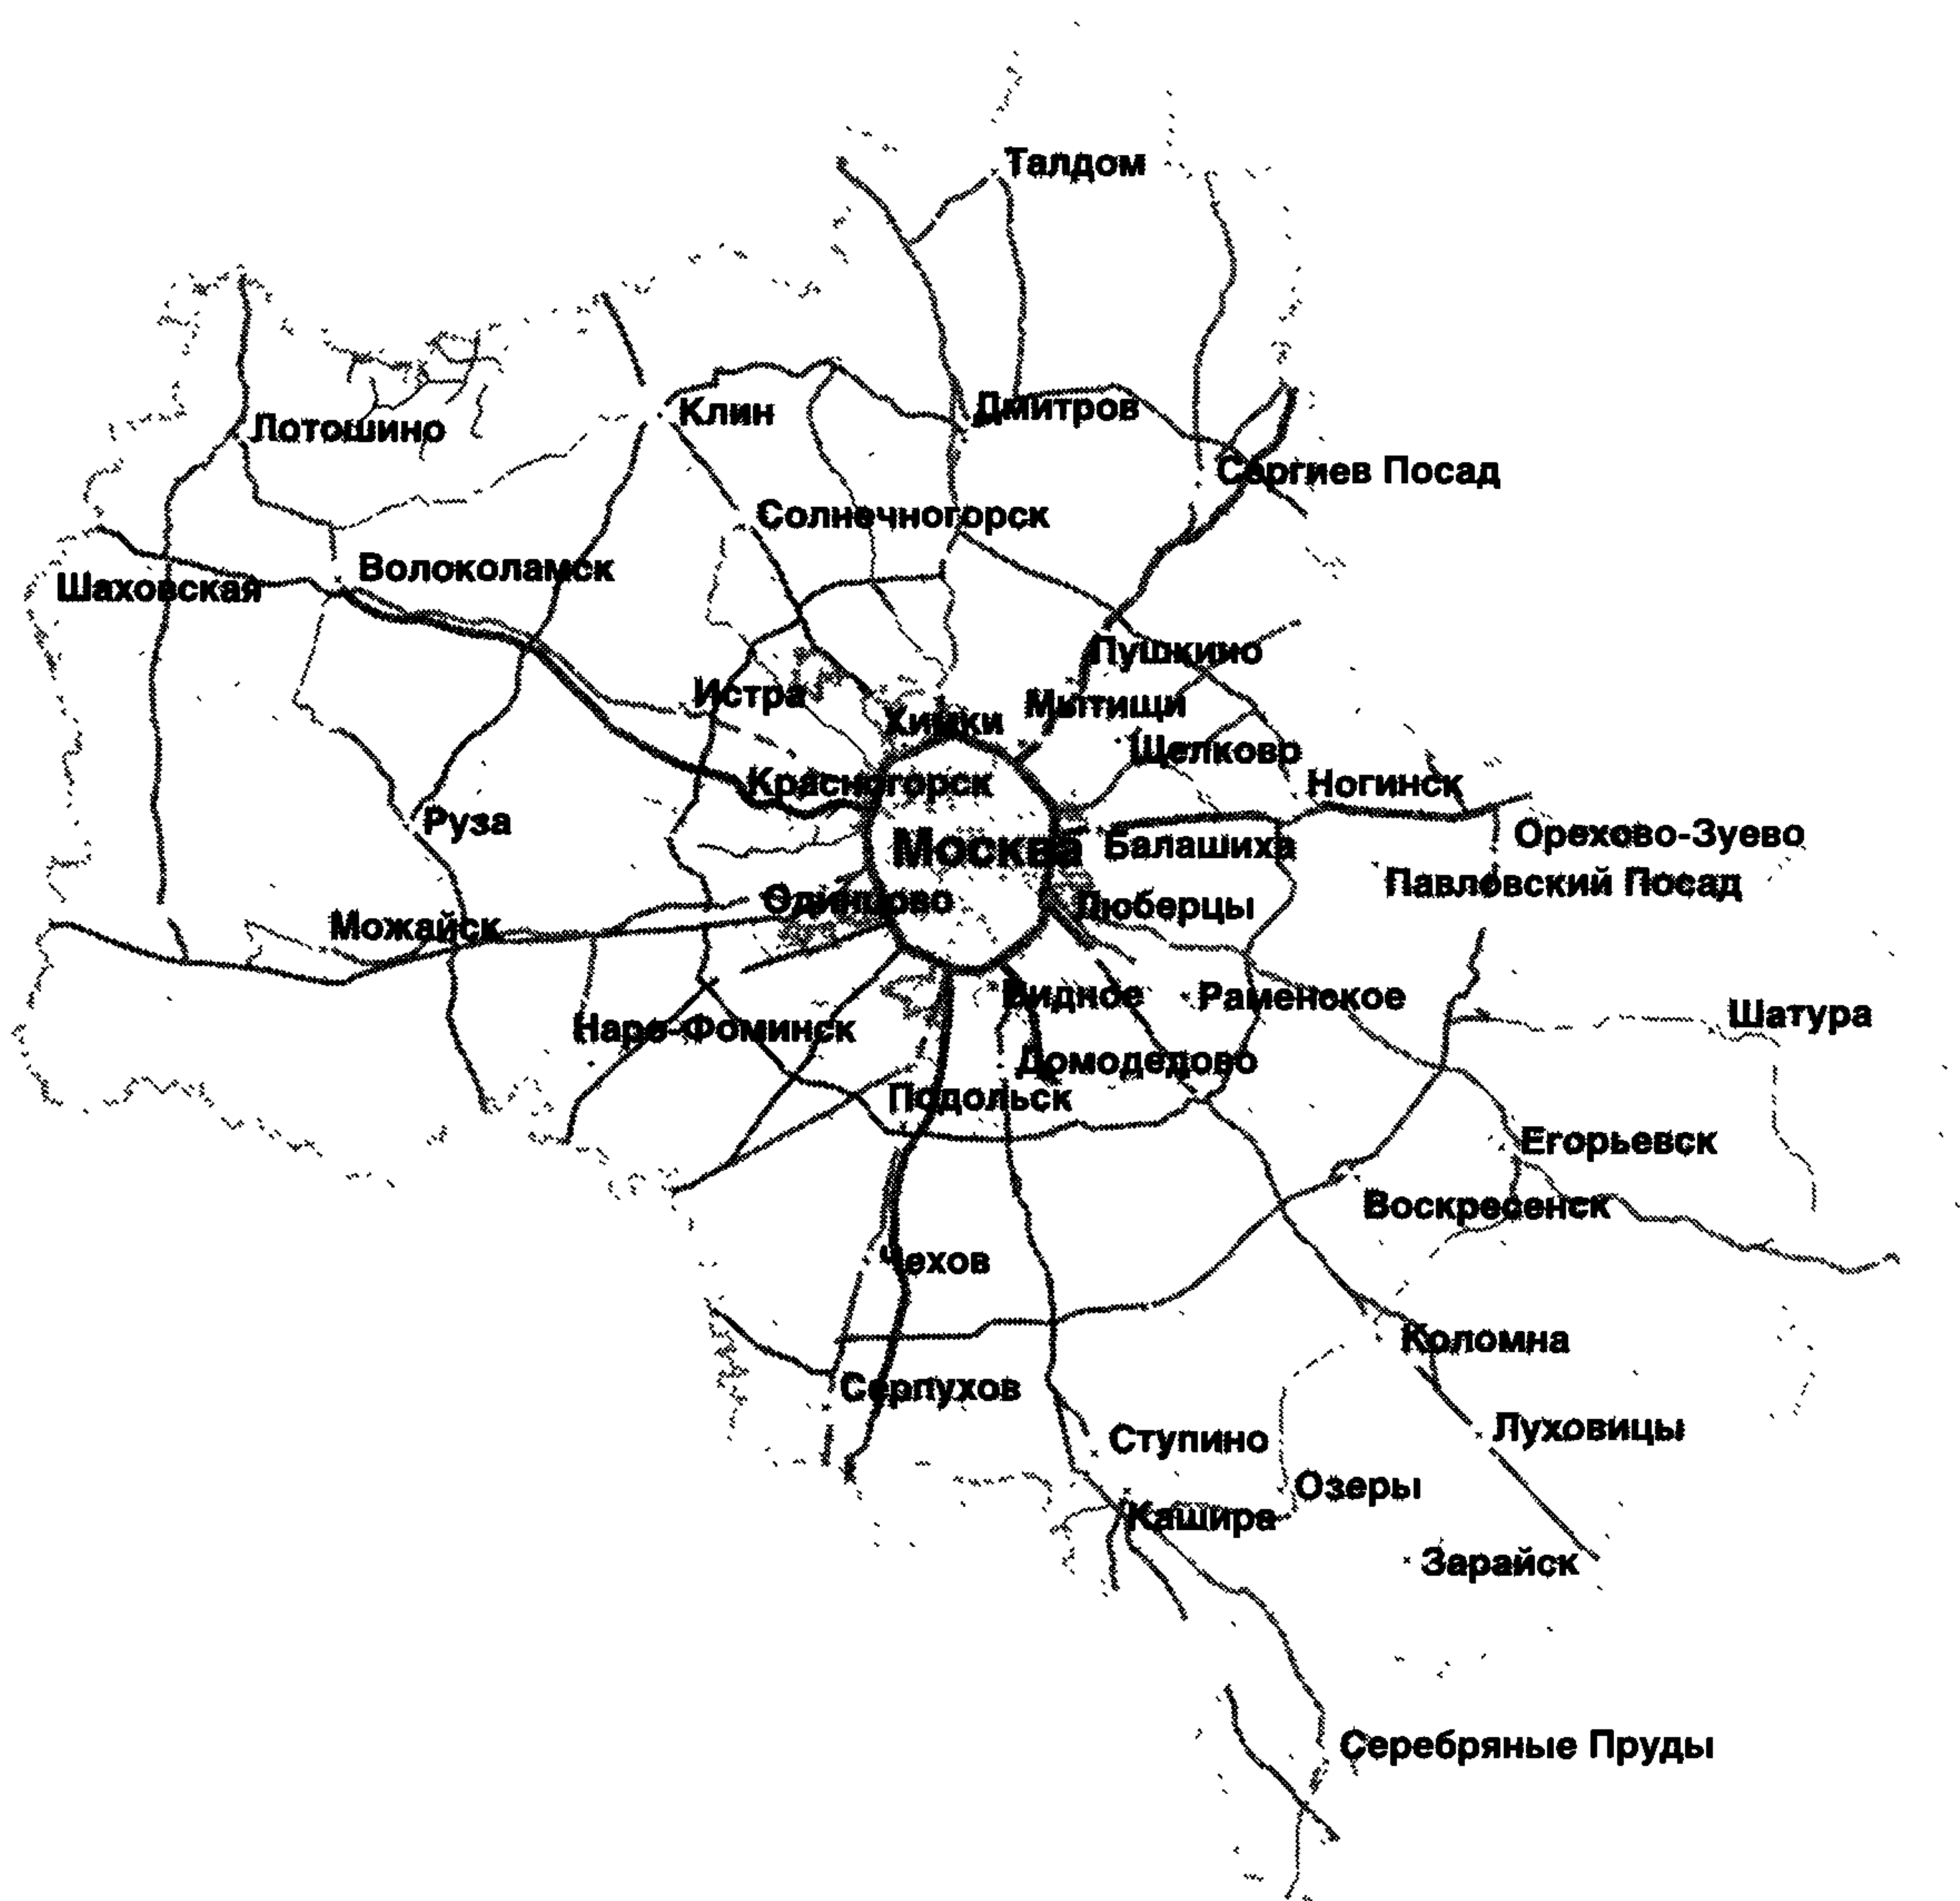 Талдом
Клин
Дмитров
Лотошино
Сергиев Посад
Солнечногорск
Волоколамск
Шаховская
Пушкино
Истра
Мытищи
Химки
Щелково
Красногорск
Ногинск
Руза
Орехово-Зуево
Москва
Балашиха
Павловский Посад
Одинцово
Люберцы
Можайск
Видное
Раменское
Шатура
Наро-Фоминск
Домодедово
Подольск
Егорьевск
Воскресенск
Чехов
Коломна
Серпухов
Луховицы
Ступино
Озеры
Кашира
Зарайск
Серебряные Пруды